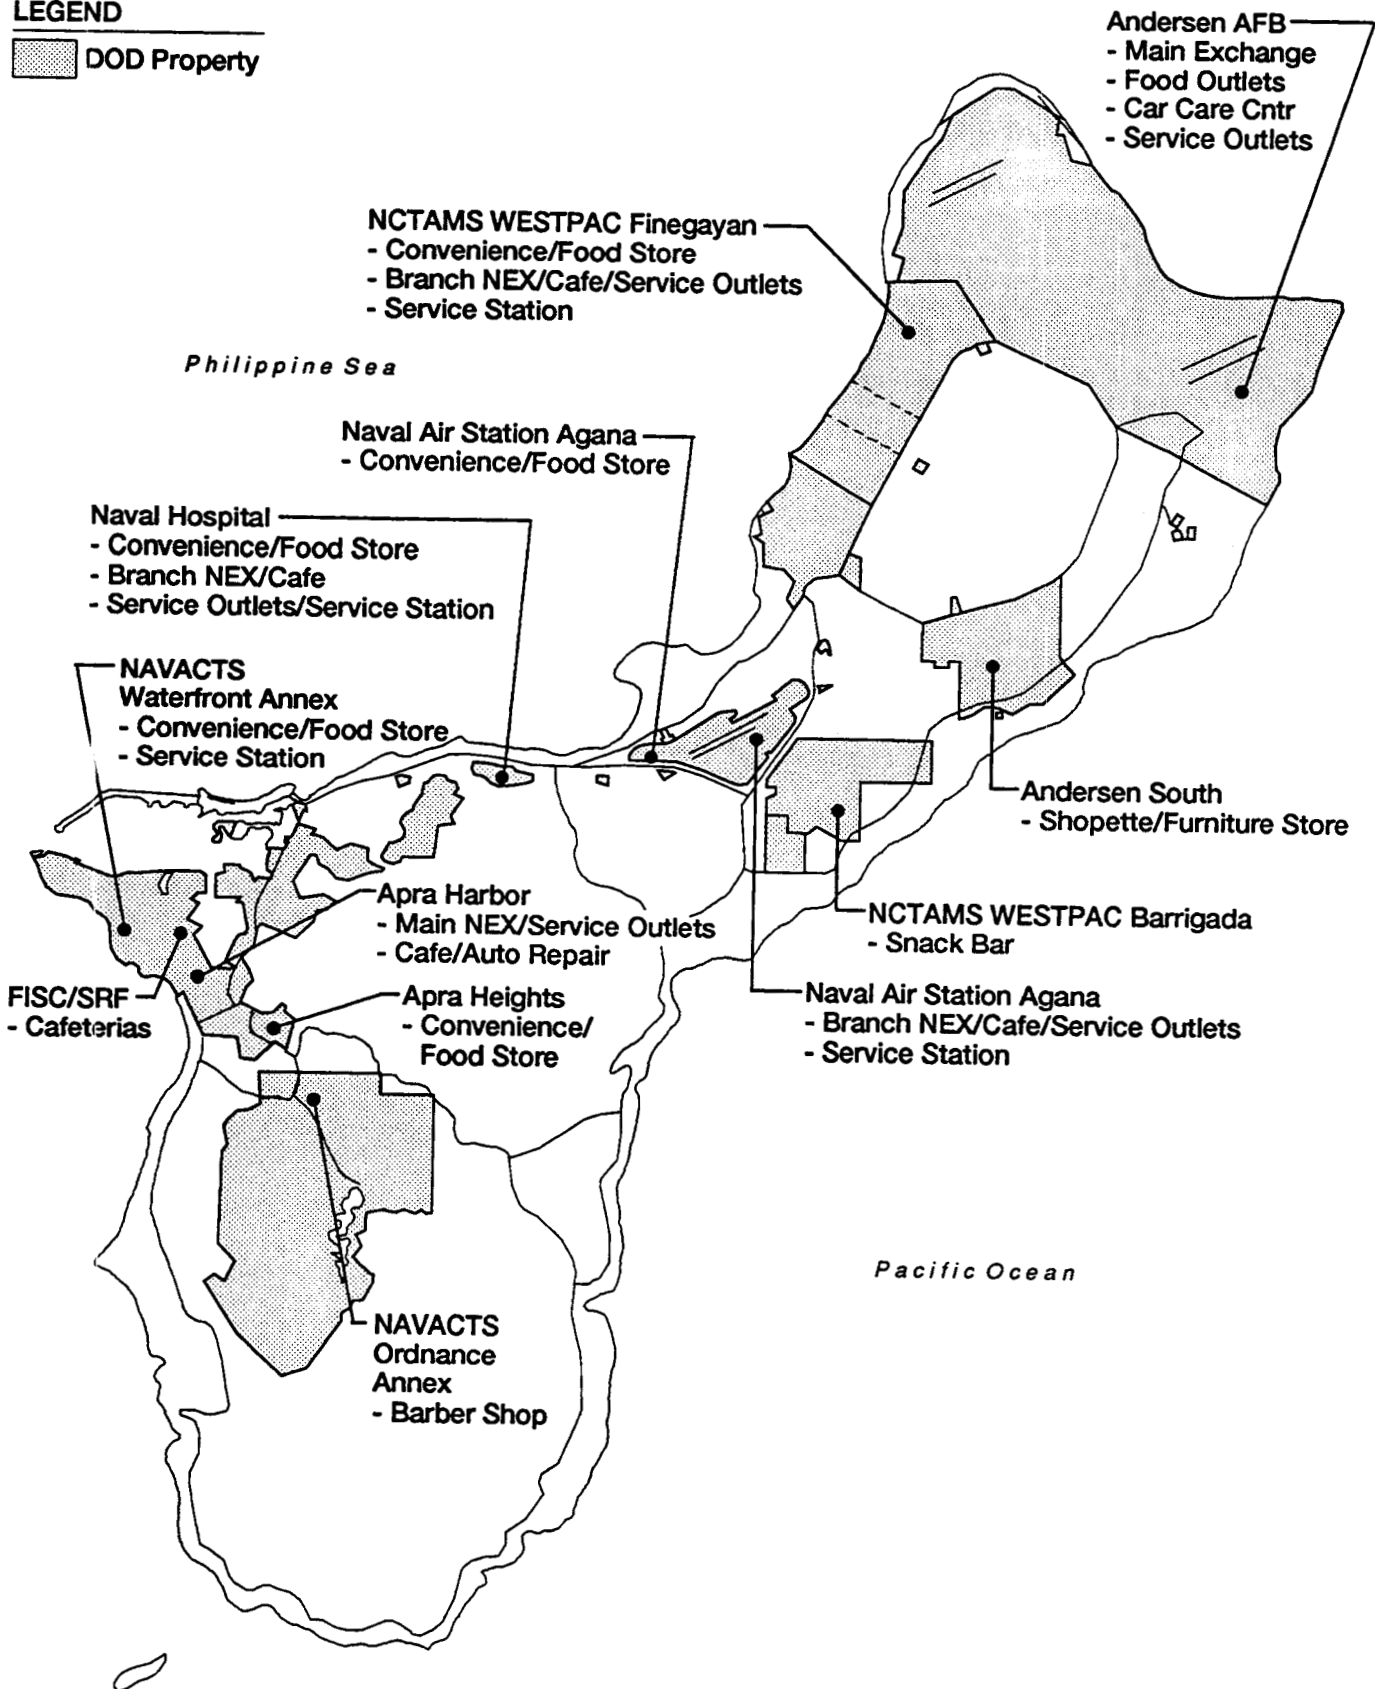 LEGEND
DOD Property
Andersen AFB
- Main Exchange
- Food Outlets
- Car Care Cntr
- Service Outlets
NCTAMS WESTPAC Finegayan
- Convenience/Food Store
- Branch NEX/Cafe/Service Outlets
- Service Station
Philippine Sea
Naval Air Station Agana
- Convenience/Food Store
Naval Hospital
- Convenience/Food Store
- Branch NEX/Cafe
- Service Outlets/Service Station
NAVACTS
Waterfront Annex
- Convenience/Food Store
- Service Station
Andersen South
- Shopette/Furniture Store
Apra Harbor
- Main NEX/Service Outlets
- Cafe/Auto Repair
NCTAMS WESTPAC Barrigada
- Snack Bar
FISC/SRF
- Cafeterias
Apra Heights
- Convenience/
Food Store
Naval Air Station Agana
- Branch NEX/Cafe/Service Outlets
- Service Station
Pacific Ocean
NAVACTS
Ordnance
Annex
- Barber Shop